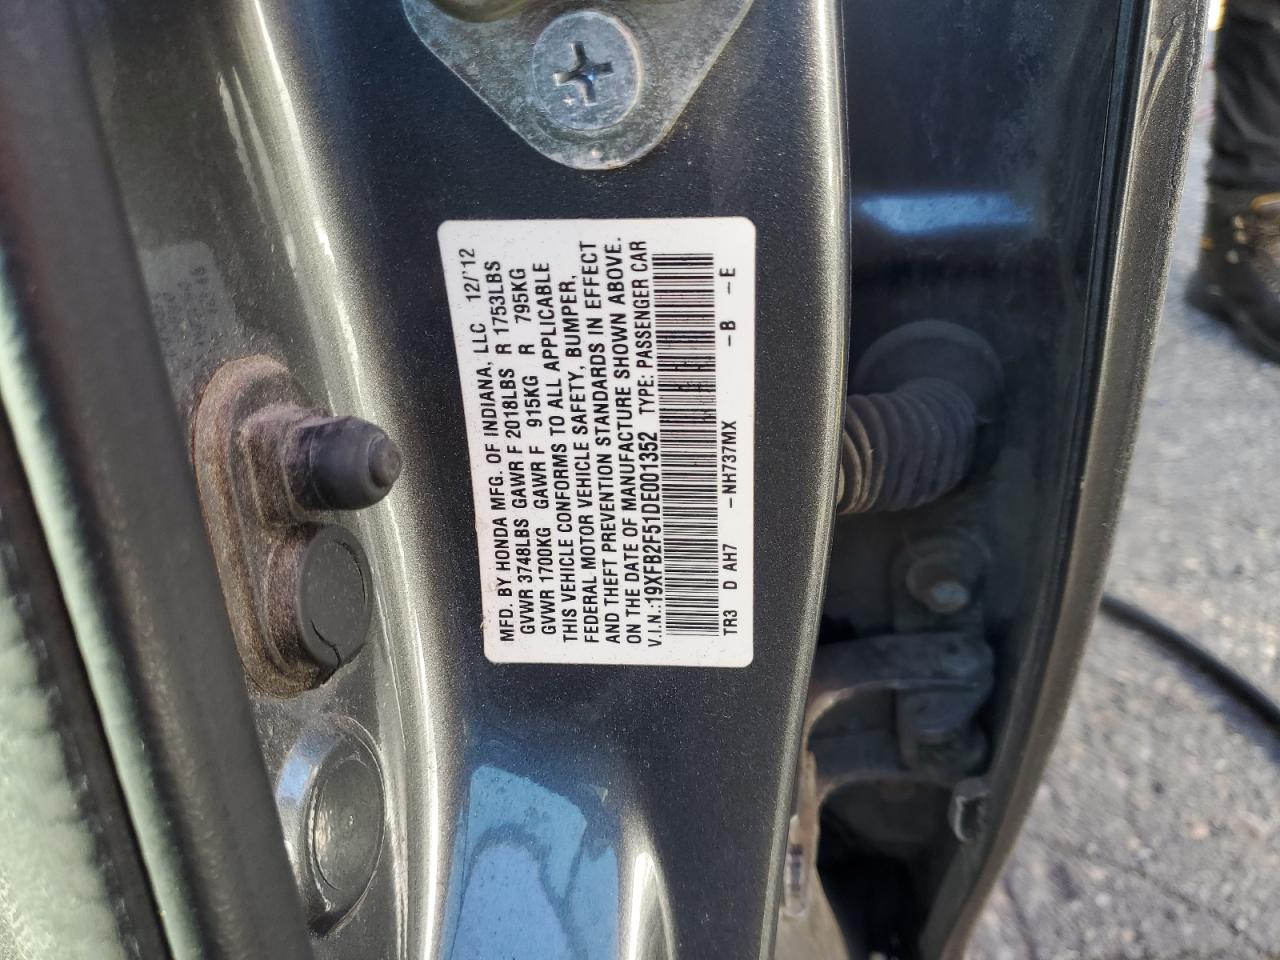 MFD. BY HONDA MFG. OF INDIANA, LLC 12/'12
GVWR 3748LBS GAWR F 2018LBS R 1753LBS
GVWR 1700KG GAWR F 915KG R 795KG
THIS VEHICLE CONFORMS TO ALL APPLICABLE
FEDERAL MOTOR VEHICLE SAFETY, BUMPER,
AND THEFT PREVENTION STANDARDS IN EFFECT
ON THE DATE OF MANUFACTURE SHOWN ABOVE.
V.I.N.:19XFB2F51DE001352 TYPE: PASSENGER CAR
TR3 D AH7 -NH737MX -B -E